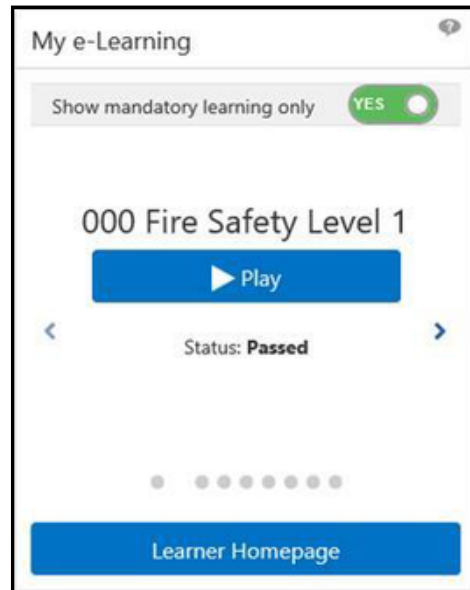 My e-Learning
?
Show mandatory learning only YES
000 Fire Safety Level 1
Play
Status: Passed
Learner Homepage